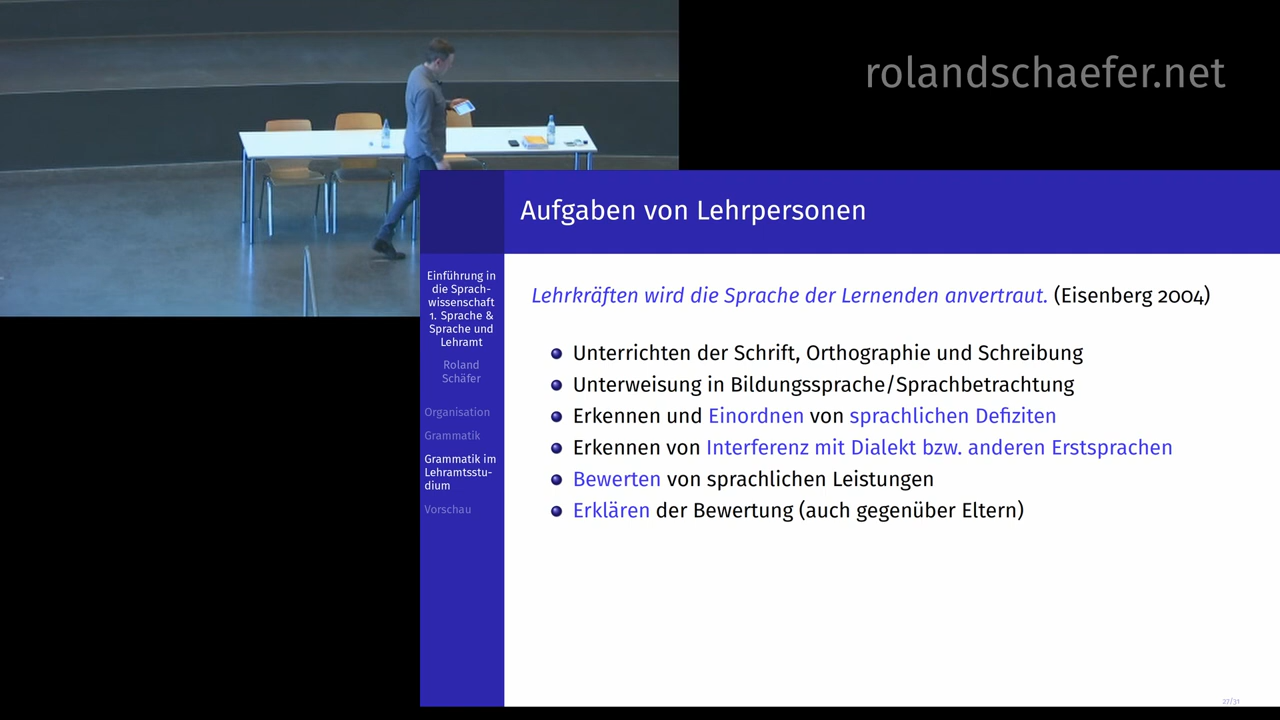 rolandschaefer.net
Aufgaben von Lehrpersonen
Einführung in
die Sprach-
wissenschaft
1. Sprache &
Sprache und
Lehramt
Roland
Schäfer
Organisation
Grammatik
Grammatik im
Lehramtsstu-
dium
Vorschau
Lehrkräften wird die Sprache der Lernenden anvertraut. (Eisenberg 2004)
Unterrichten der Schrift, Orthographie und Schreibung
Unterweisung in Bildungssprache/Sprachbetrachtung
Erkennen und Einordnen von sprachlichen Defiziten
Erkennen von Interferenz mit Dialekt bzw. anderen Erstsprachen
Bewerten von sprachlichen Leistungen
Erklären der Bewertung (auch gegenüber Eltern)
27/31